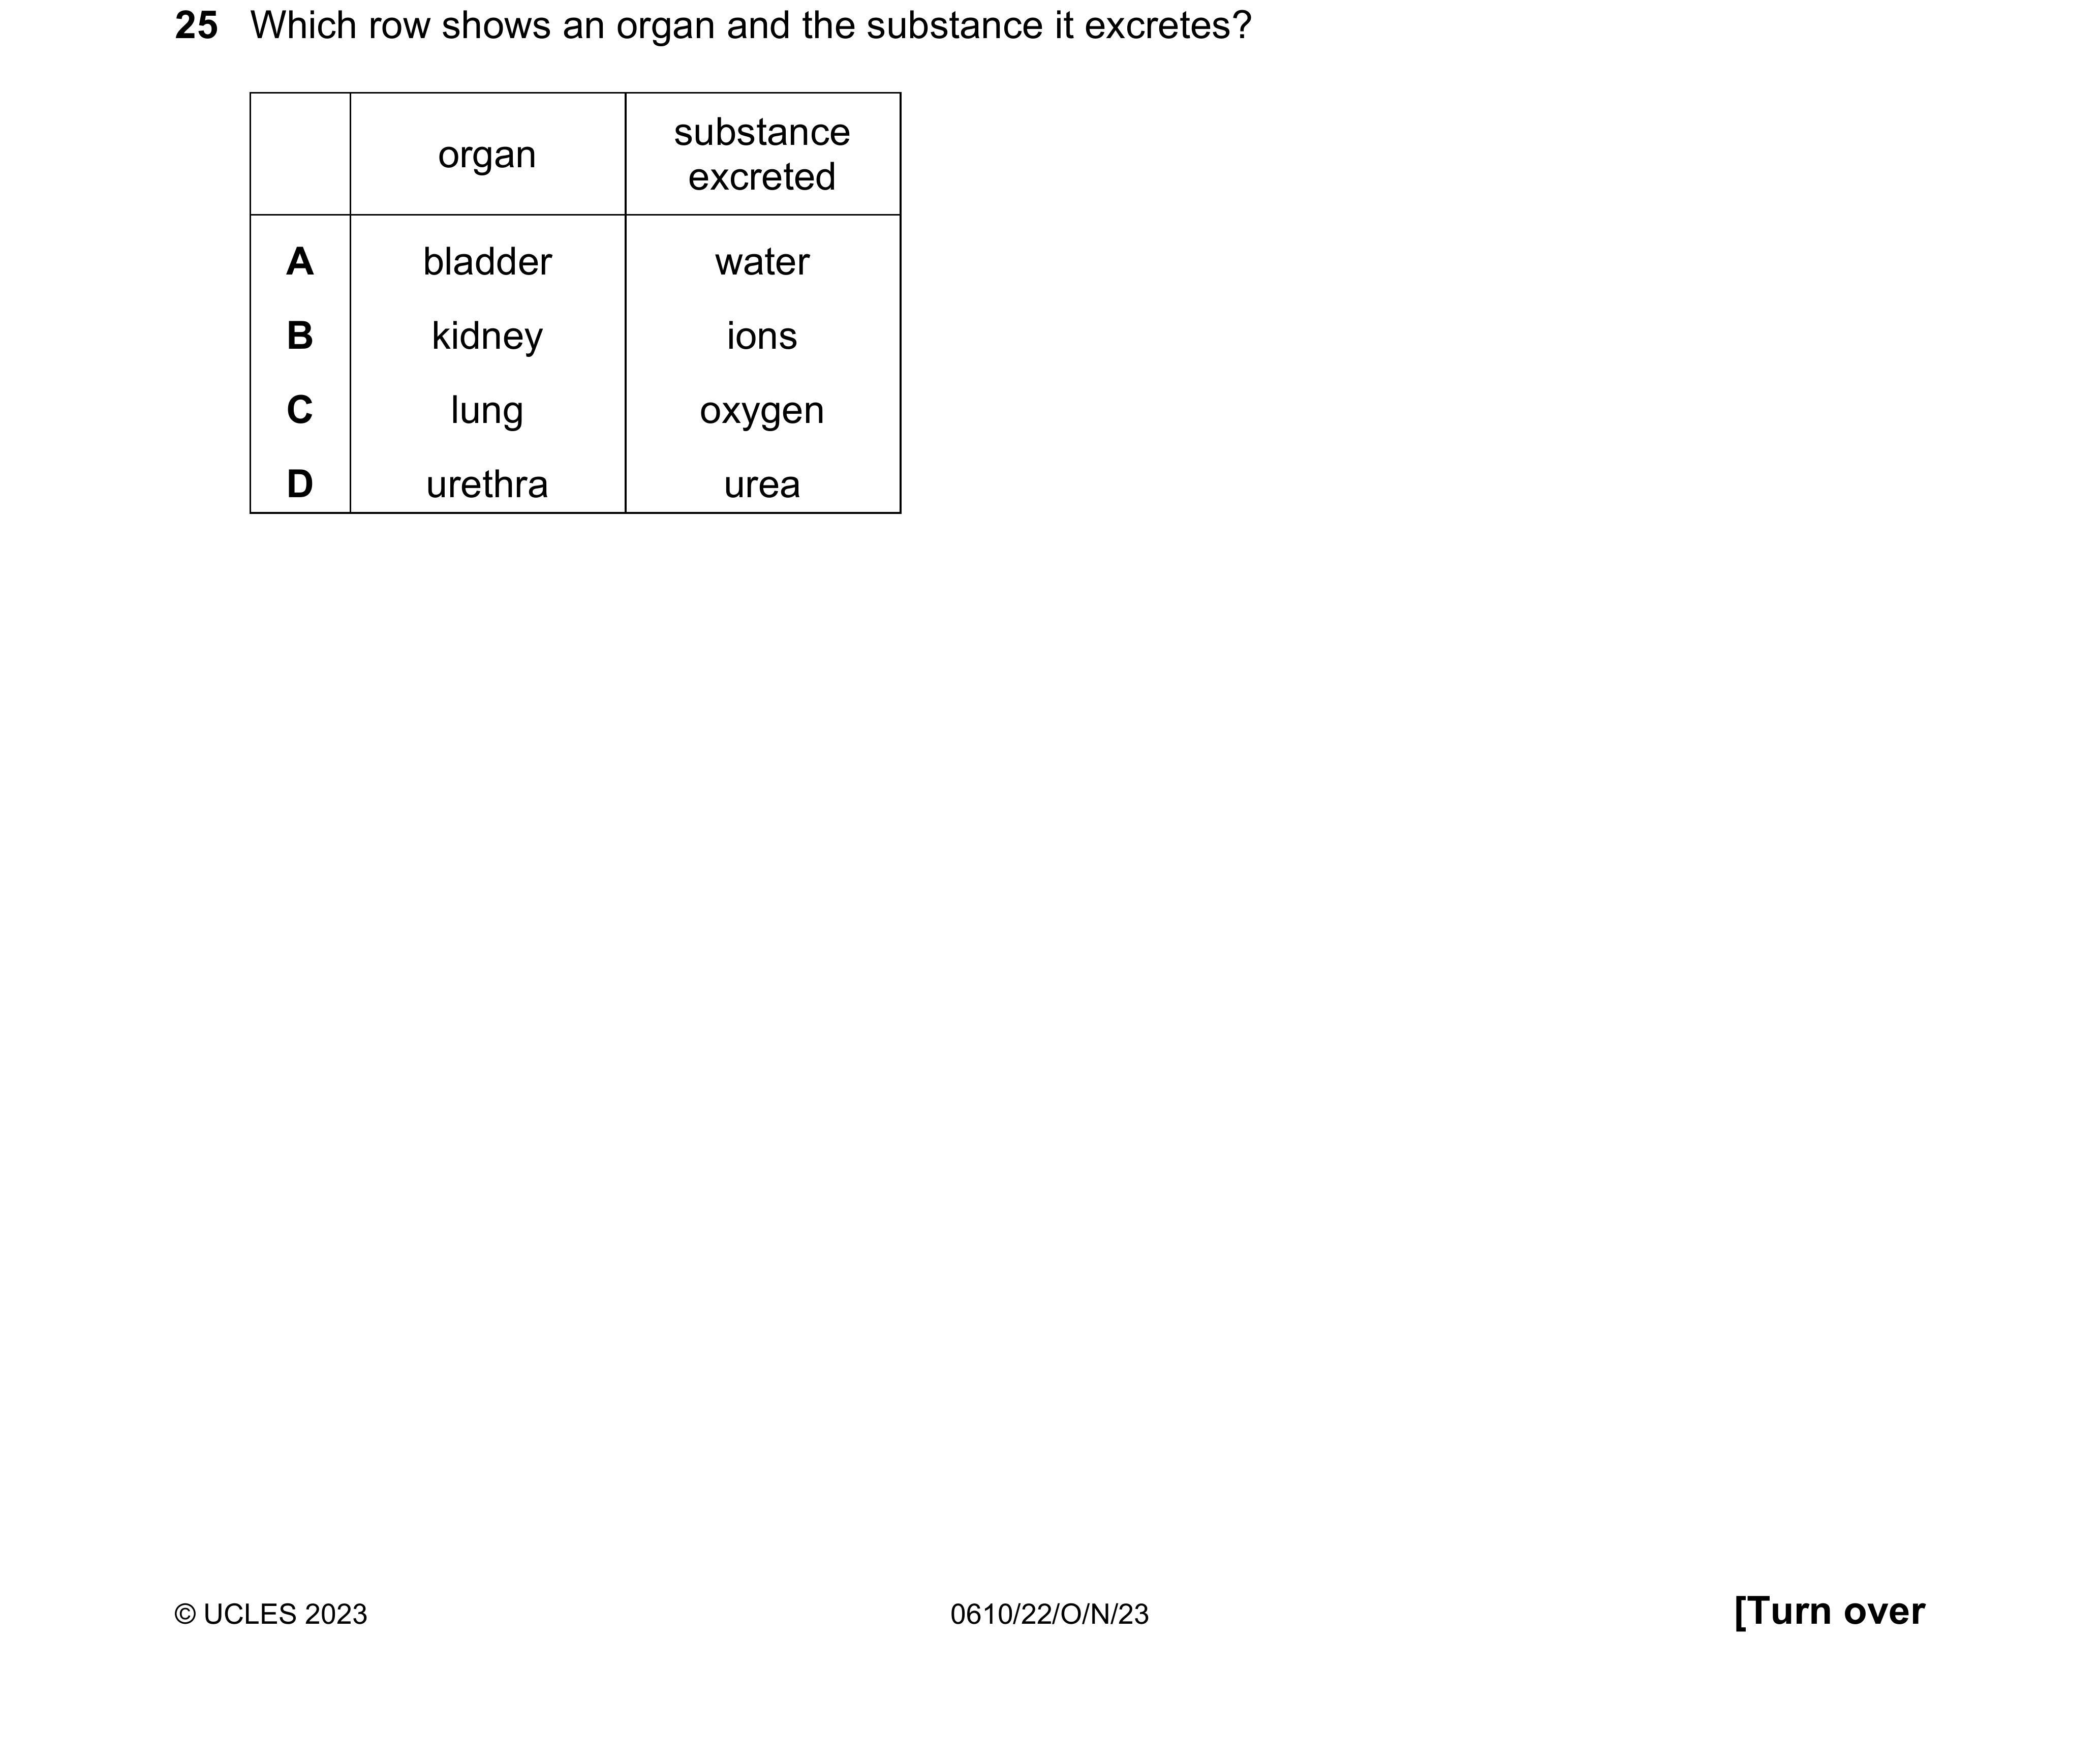 25 Which row shows an organ and the substance it excretes?
organ substance excreted
A bladder water
B kidney ions
C lung oxygen
D urethra urea
© UCLES 2023 0610/22/O/N/23 [Turn over